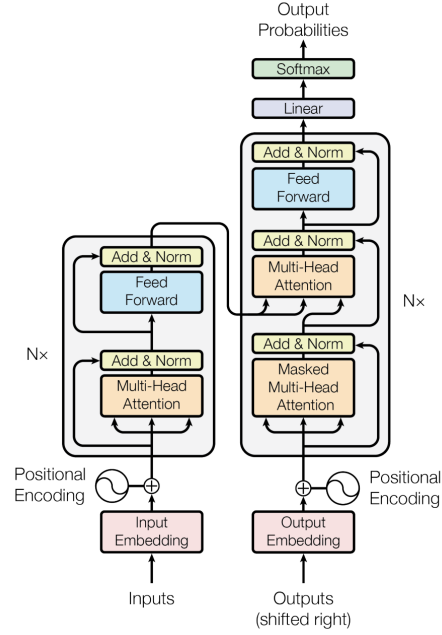 Output
Probabilities
Softmax
Linear
Add & Norm
Feed
Forward
Add & Norm
Multi-Head
Attention
Add & Norm
Masked
Multi-Head
Attention
N×
Add & Norm
Feed
Forward
N×
Add & Norm
Multi-Head
Attention
Positional
Encoding
Positional
Encoding
Input
Embedding
Output
Embedding
Inputs
Outputs
(shifted right)